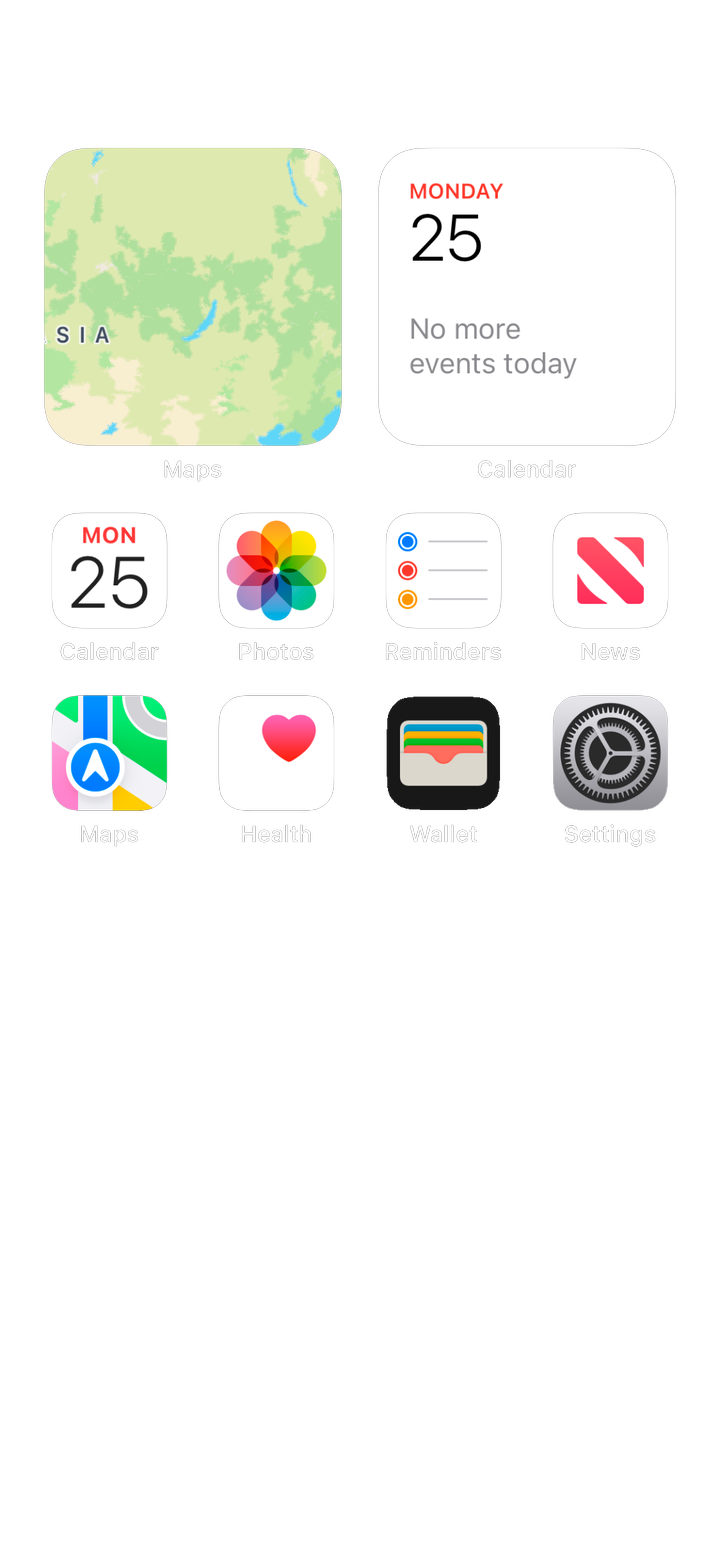 SIA
MONDAY
25
No more
events today
Maps
Calendar
MON
25
Calendar
Photos
Reminders
News
Maps
Health
Wallet
Settings